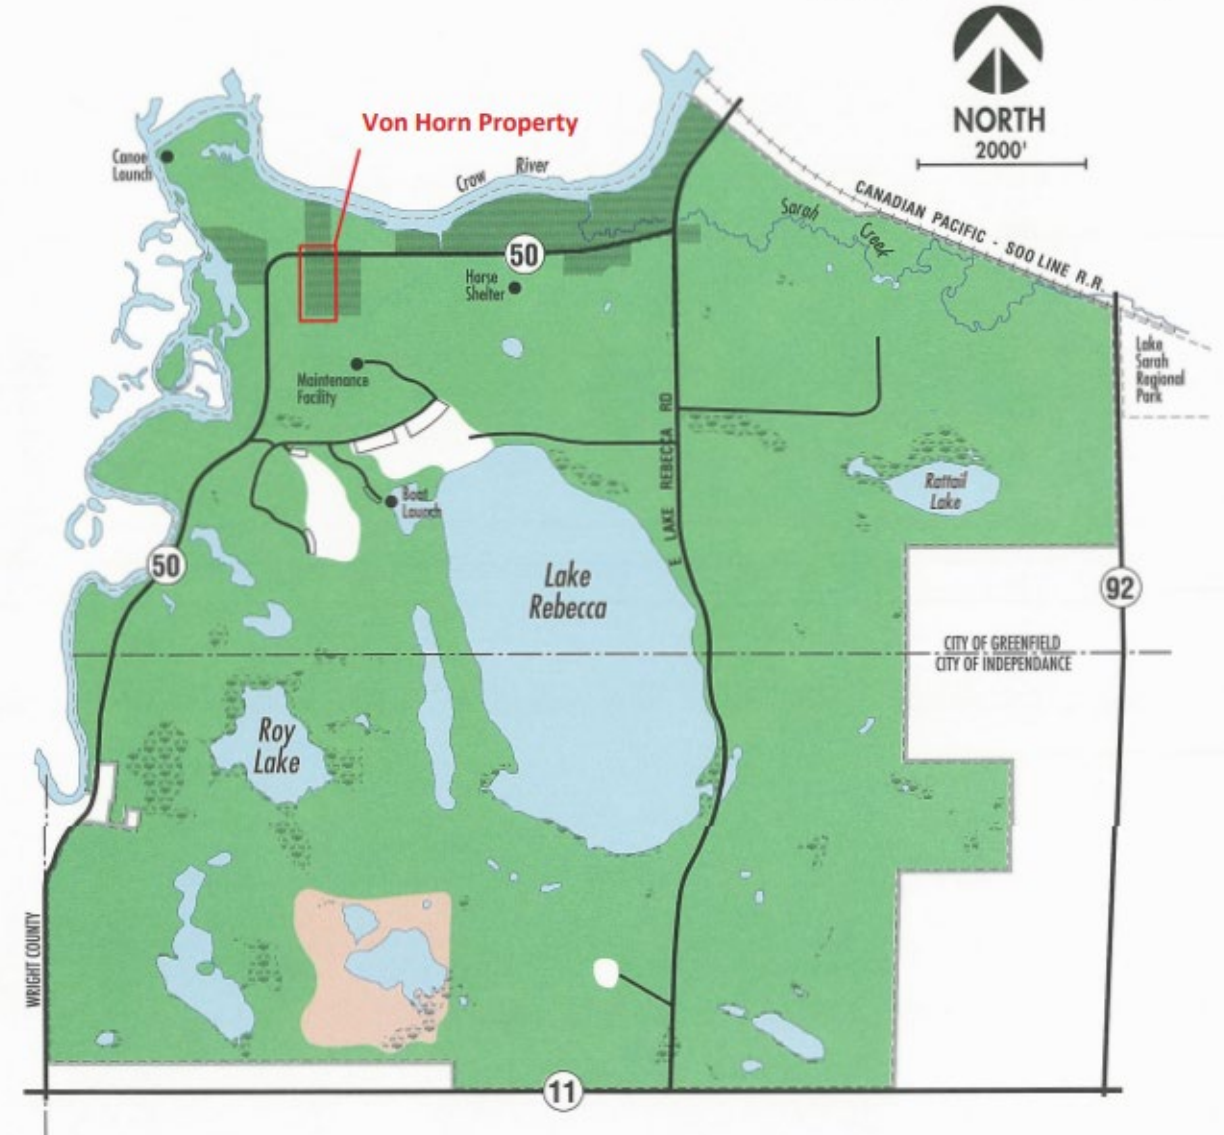 NORTH
2000'
Von Horn Property
Canoe
Launch
Crow River
Sarah
Creek
CANADIAN PACIFIC - SOO LINE R.R.
50
Horse
Shelter
Lake
Sarah
Regional
Park
Maintenance
Facility
E LAKE REBECCA RD
Rattail
Lake
Boat
Launch
50
Lake
Rebecca
92
CITY OF GREENFIELD
CITY OF INDEPENDANCE
Roy
Lake
WRIGHT COUNTY
11